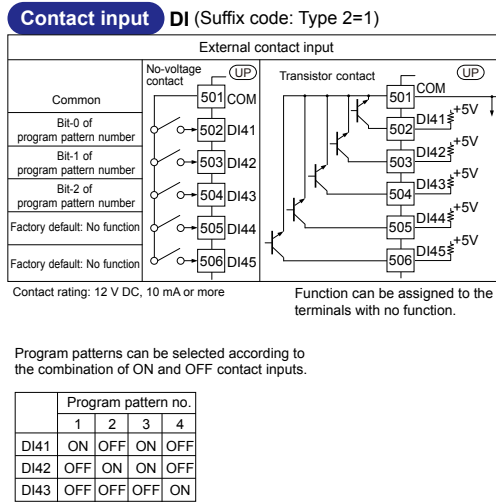 Contact input DI (Suffix code: Type 2=1)
External contact input
No-voltage
contact
UP
Transistor contact
UP
Common
501 COM
501 COM
Bit-0 of
program pattern number
502 DI41
502 DI41 +5V
Bit-1 of
program pattern number
503 DI42
503 DI42 +5V
Bit-2 of
program pattern number
504 DI43
504 DI43 +5V
Factory default: No function
505 DI44
505 DI44 +5V
Factory default: No function
506 DI45
506 DI45 +5V
Contact rating: 12 V DC, 10 mA or more
Function can be assigned to the
terminals with no function.
Program patterns can be selected according to
the combination of ON and OFF contact inputs.
Program pattern no.
1 2 3 4
DI41 ON OFF ON OFF
DI42 OFF ON ON OFF
DI43 OFF OFF OFF ON